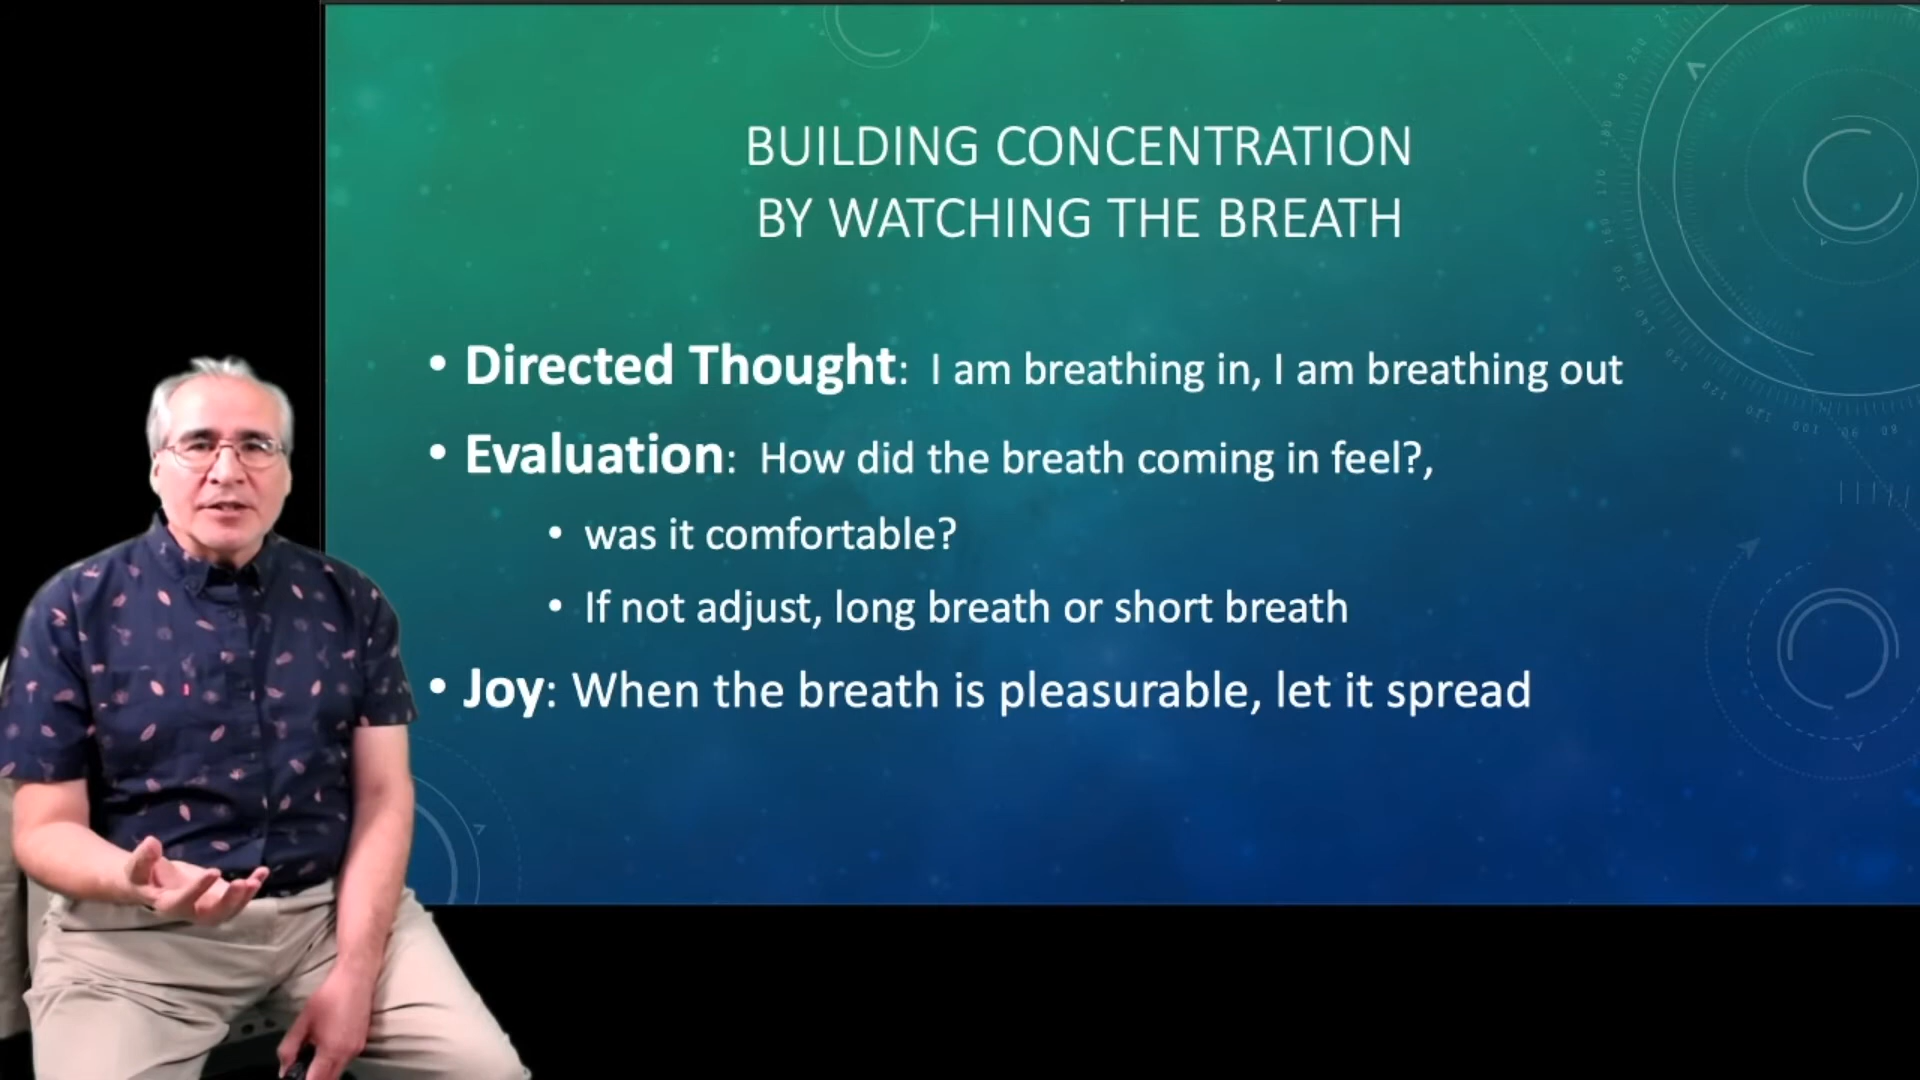 BUILDING CONCENTRATION
BY WATCHING THE BREATH
• Directed Thought: I am breathing in, I am breathing out
• Evaluation: How did the breath coming in feel?,
• was it comfortable?
• If not adjust, long breath or short breath
• Joy: When the breath is pleasurable, let it spread